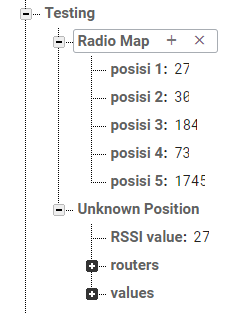 Testing
Radio Map + ×
posisi 1: 27
posisi 2: 30
posisi 3: 184
posisi 4: 73
posisi 5: 1745
Unknown Position
RSSI value: 27
routers
values